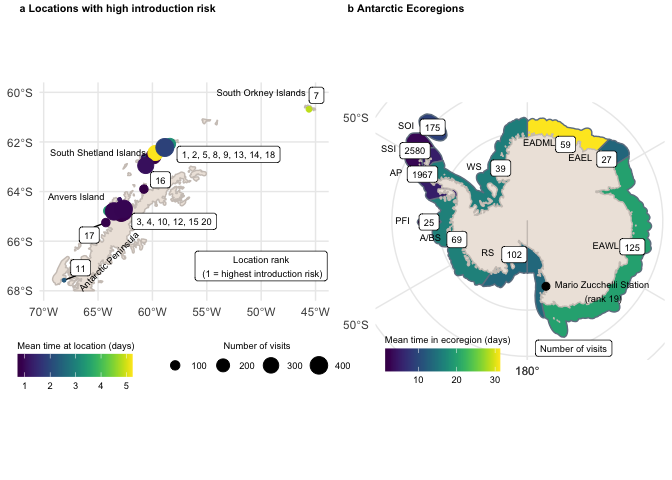 a Locations with high introduction risk
60°S
62°S
64°S
66°S
68°S
70°W
65°W
60°W
55°W
50°W
45°W
South Orkney Islands
7
South Shetland Islands
1, 2, 5, 8, 9, 13, 14, 18
16
Anvers Island
3, 4, 10, 12, 15 20
17
11
Antarctic Peninsula
Location rank
(1 = highest introduction risk)
Mean time at location (days)
1 2 3 4 5
Number of visits
100 200 300 400
b Antarctic Ecoregions
50°S
50°S
SOI
175
SSI
2580
AP
1967
PFI
25
A/BS
69
WS
39
RS
102
EADML
59
EAEL
27
EAWL
125
Mario Zucchelli Station
(rank 19)
Number of visits
180°
Mean time in ecoregion (days)
10 20 30